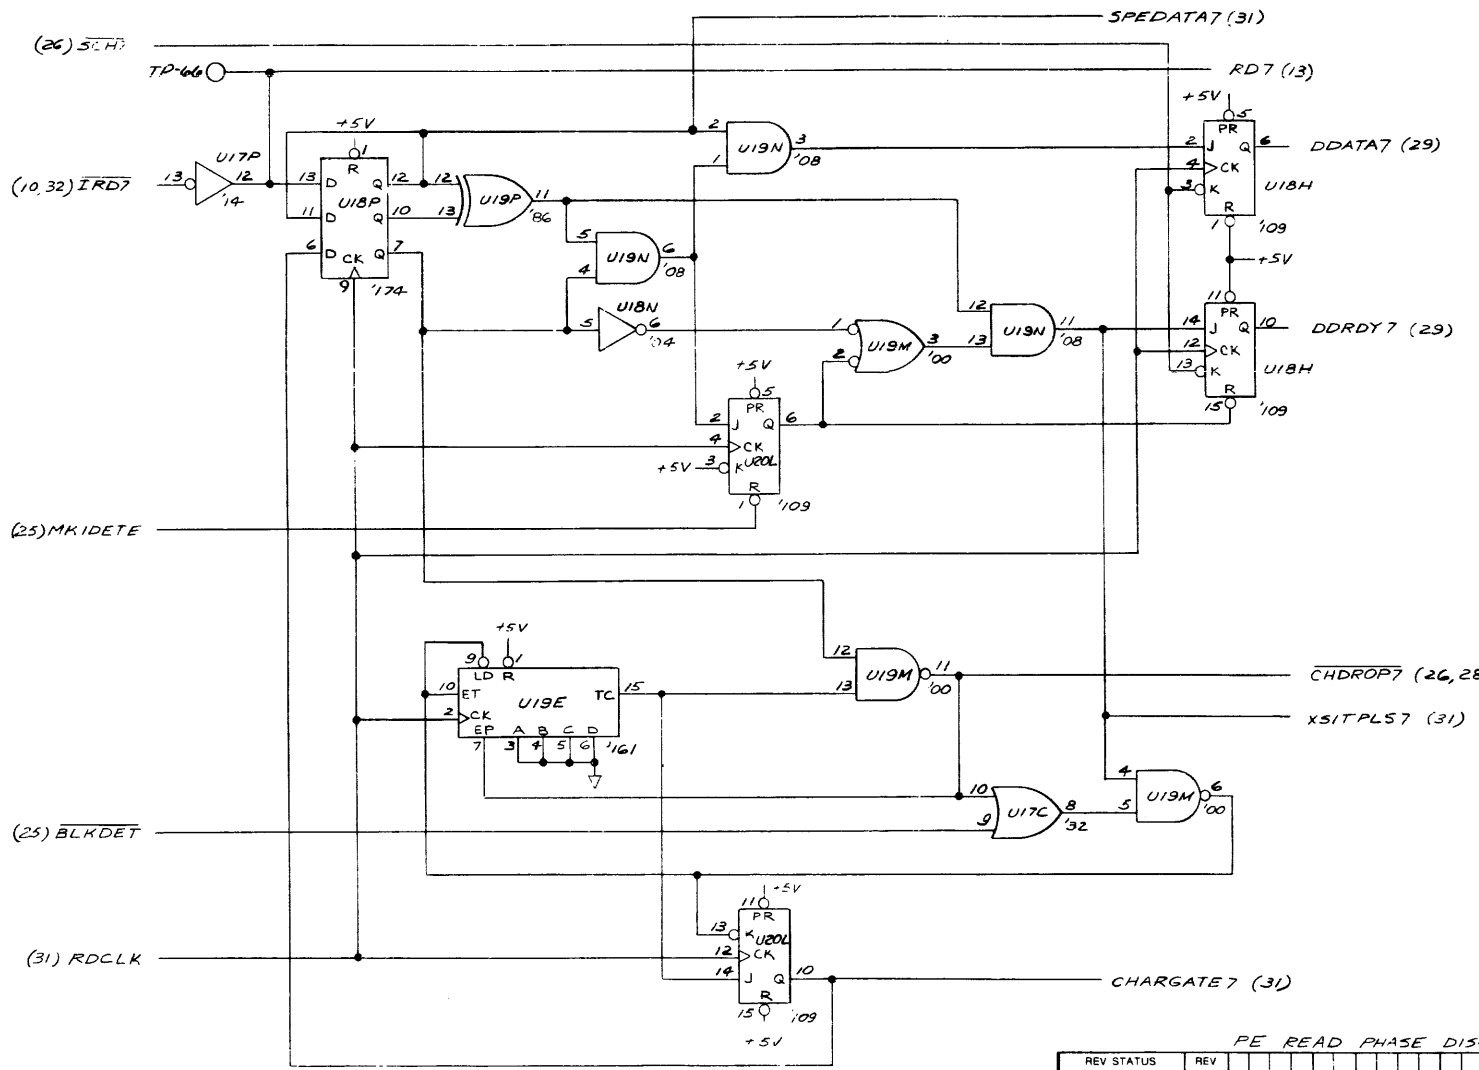 SPEDATA7 (31)
(26) SCH7
TP-66
RD7 (13)
+5V
5
PR
2
J
Q
6
DDATA7 (29)
4
CK
3
K
U18H
R
1
'109
+5V
+5V
1
R
2
U19N
3
'08
1
U17P
(10,32) IRD7
13
12
'14
13
D
Q
12
U18P
11
D
Q
10
6
D
Q
7
CK
9
'174
12
13
U19P
11
'86
5
U19N
6
'08
4
U18N
5
6
'04
1
2
U19M
3
'00
12
13
U19N
11
'08
11
PR
14
J
Q
10
DDRDY7 (29)
12
CK
13
K
U18H
R
15
'109
+5V
5
PR
2
J
Q
6
4
CK
+5V
3
K
U20L
R
1
'109
(25) MK1DETE
+5V
9
1
LD
R
10
ET
U19E
TC
15
2
CK
EP
A
B
C
D
7
3
4
5
6
'161
12
13
U19M
11
'00
CHDROP7 (26, 28
XSITPLS7 (31)
4
5
U19M
6
'00
10
9
U17C
8
'32
(25) BLKDET
+5V
11
PR
13
K
U20L
(31) RDCLK
12
CK
14
J
Q
10
CHARGATE7 (31)
R
15
'109
+5V
PE READ PHASE DIS
REV STATUS
REV